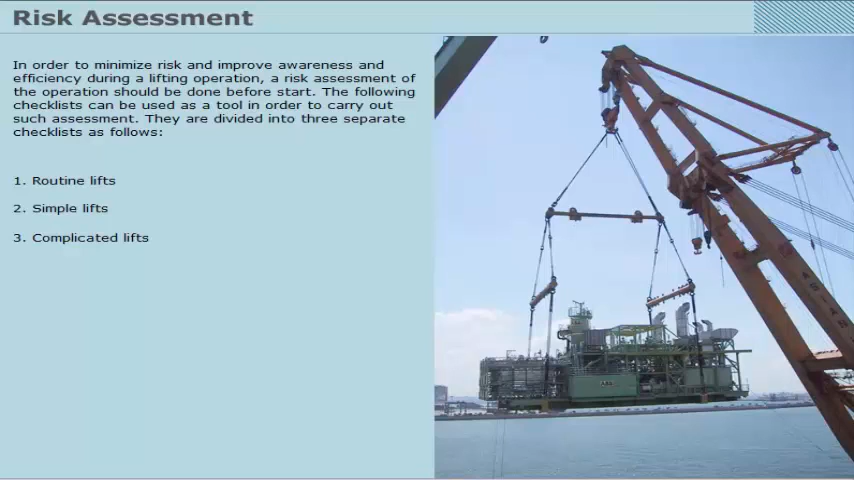 Risk Assessment
In order to minimize risk and improve awareness and
efficiency during a lifting operation, a risk assessment of
the operation should be done before start. The following
checklists can be used as a tool in order to carry out
such assessment. They are divided into three separate
checklists as follows:
1. Routine lifts
2. Simple lifts
3. Complicated lifts